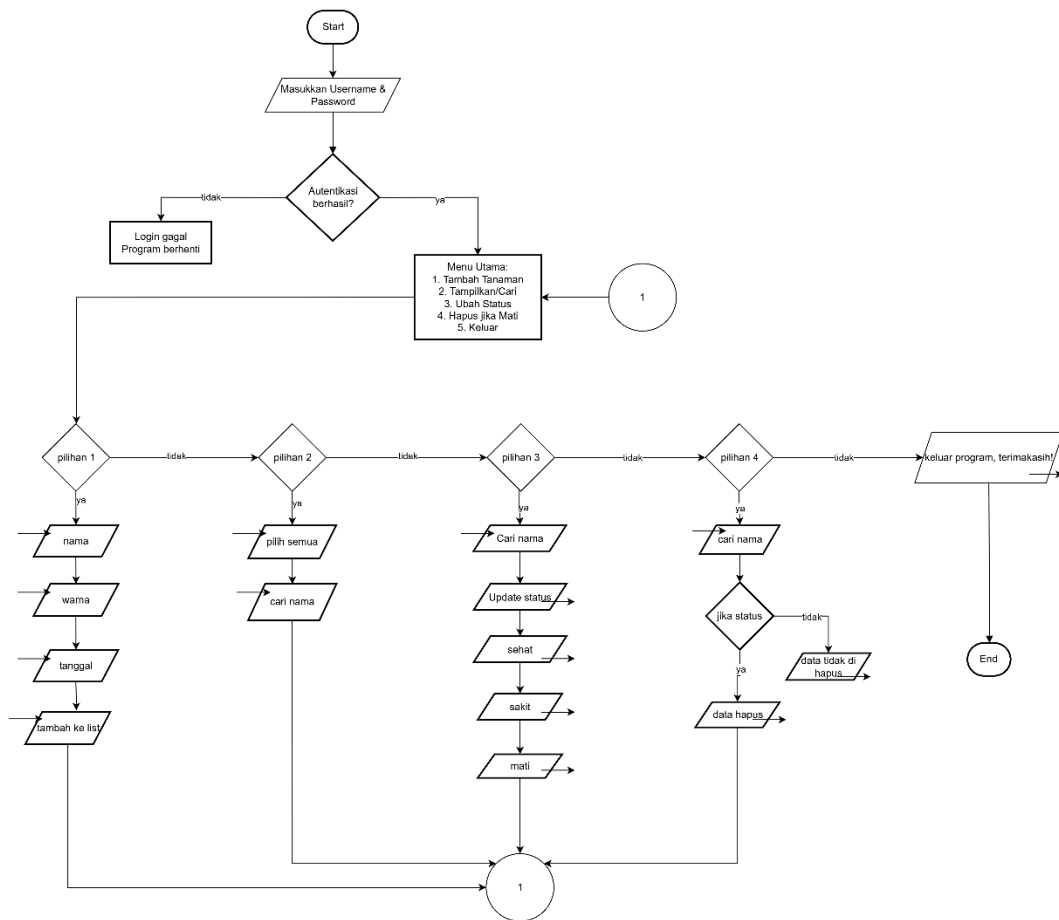 Start
Masukkan Username &
Password
Autentikasi
berhasil?
tidak
ya
Login gagal
Program berhenti
Menu Utama:
1. Tambah Tanaman
2. Tampilkan/Cari
3. Ubah Status
4. Hapus jika Mati
5. Keluar
1
pilihan 1
tidak
pilihan 2
tidak
pilihan 3
tidak
pilihan 4
tidak
keluar program, terimakasih!
ya
ya
ya
ya
nama
pilih semua
Cari nama
cari nama
warna
cari nama
Update status
jika status
tidak
tanggal
sehat
data tidak di
hapus
End
ya
tambah ke list
sakit
data hapus
mati
1